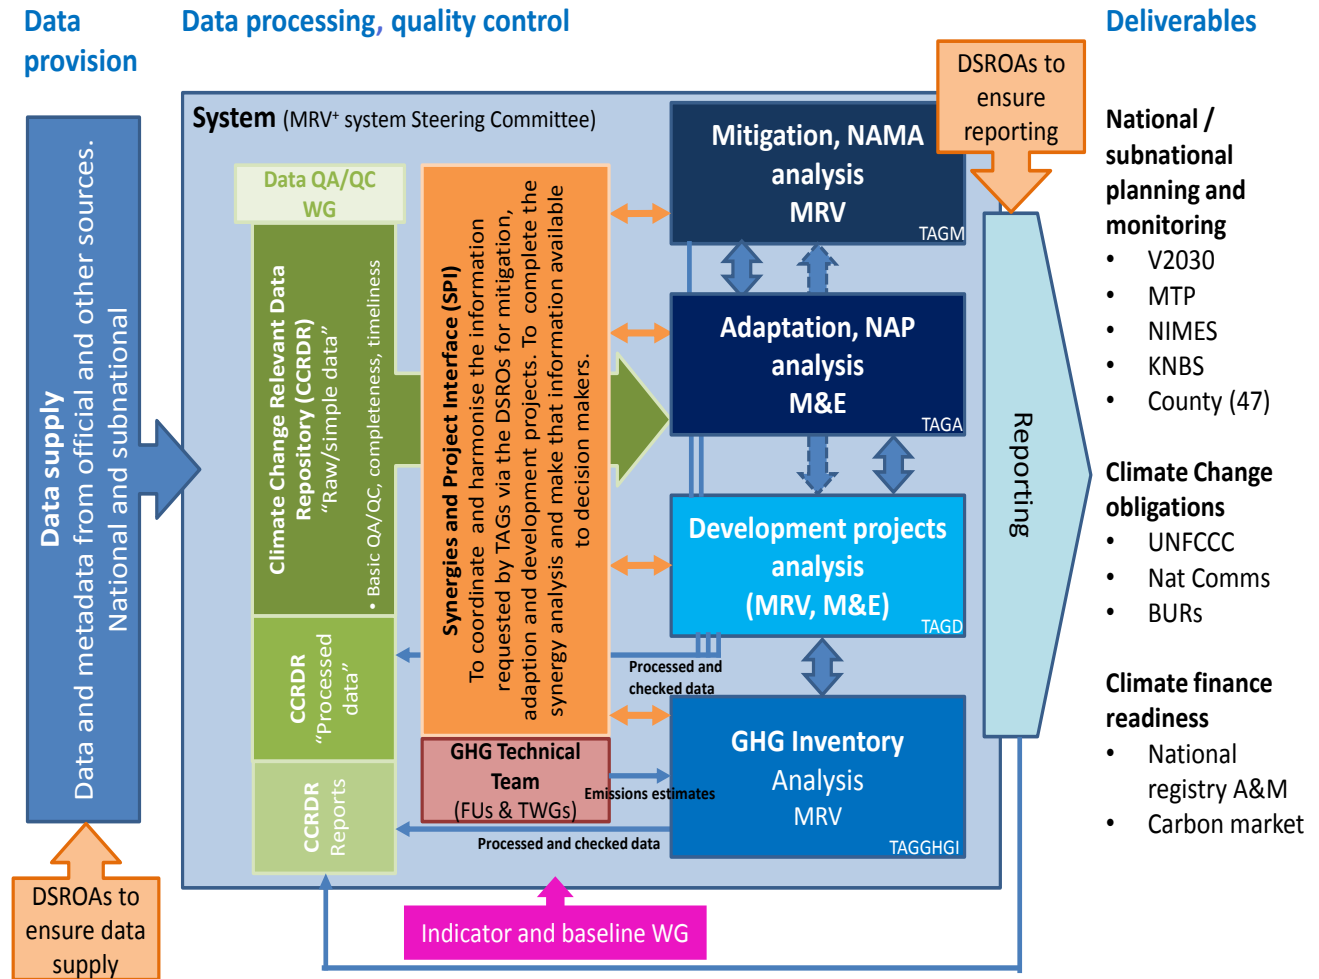 Data
provision
Data processing, quality control
Deliverables
Data supply
Data and metadata from official and other sources.
National and subnational
DSROAs to
ensure data
supply
System (MRV+ system Steering Committee)
Data QA/QC
WG
Climate Change Relevant Data
Repository (CCRDR)
“Raw/simple data”
• Basic QA/QC, completeness, timeliness
CCRDR
“Processed
data”
CCRDR
Reports
Synergies and Project Interface (SPI)
To coordinate and harmonise the information
requested by TAGs via the DSROs for mitigation,
adaption and development projects. To complete the
synergy analysis and make that information available
to decision makers.
GHG Technical
Team
(FUs & TWGs)
Mitigation, NAMA
analysis
MRV
TAGM
Adaptation, NAP
analysis
M&E
TAGA
Development projects
analysis
(MRV, M&E)
TAGD
Processed and
checked data
GHG Inventory
Analysis
MRV
TAGGHGI
Emissions estimates
Processed and checked data
Indicator and baseline WG
DSROAs to
ensure
reporting
Reporting
National /
subnational
planning and
monitoring
• V2030
• MTP
• NIMES
• KNBS
• County (47)
Climate Change
obligations
• UNFCCC
• Nat Comms
• BURs
Climate finance
readiness
• National
registry A&M
• Carbon market